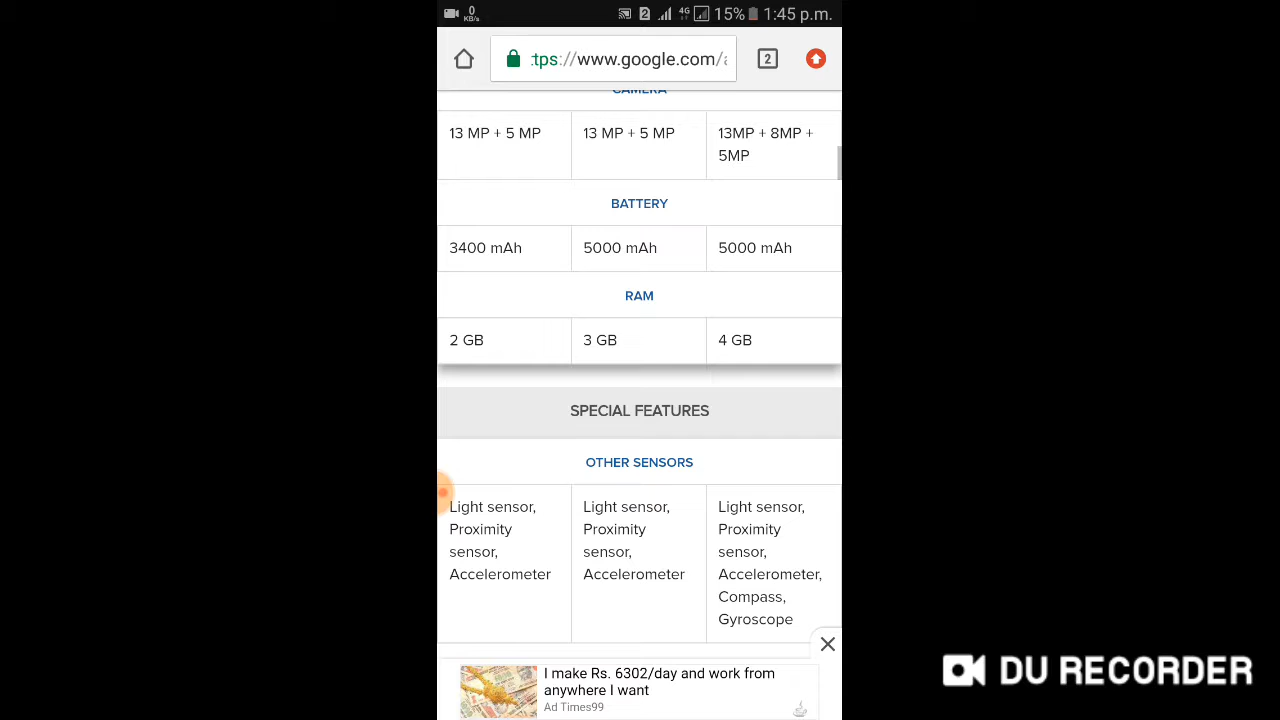 0
KB/s
2
4G
15%
1:45 p.m.
tps://www.google.com/a
2
CAMERA
13 MP + 5 MP
13 MP + 5 MP
13MP + 8MP +
5MP
BATTERY
3400 mAh
5000 mAh
5000 mAh
RAM
2 GB
3 GB
4 GB
SPECIAL FEATURES
OTHER SENSORS
Light sensor,
Proximity
sensor,
Accelerometer
Light sensor,
Proximity
sensor,
Accelerometer
Light sensor,
Proximity
sensor,
Accelerometer,
Compass,
Gyroscope
I make Rs. 6302/day and work from
anywhere I want
Ad Times99
DU RECORDER